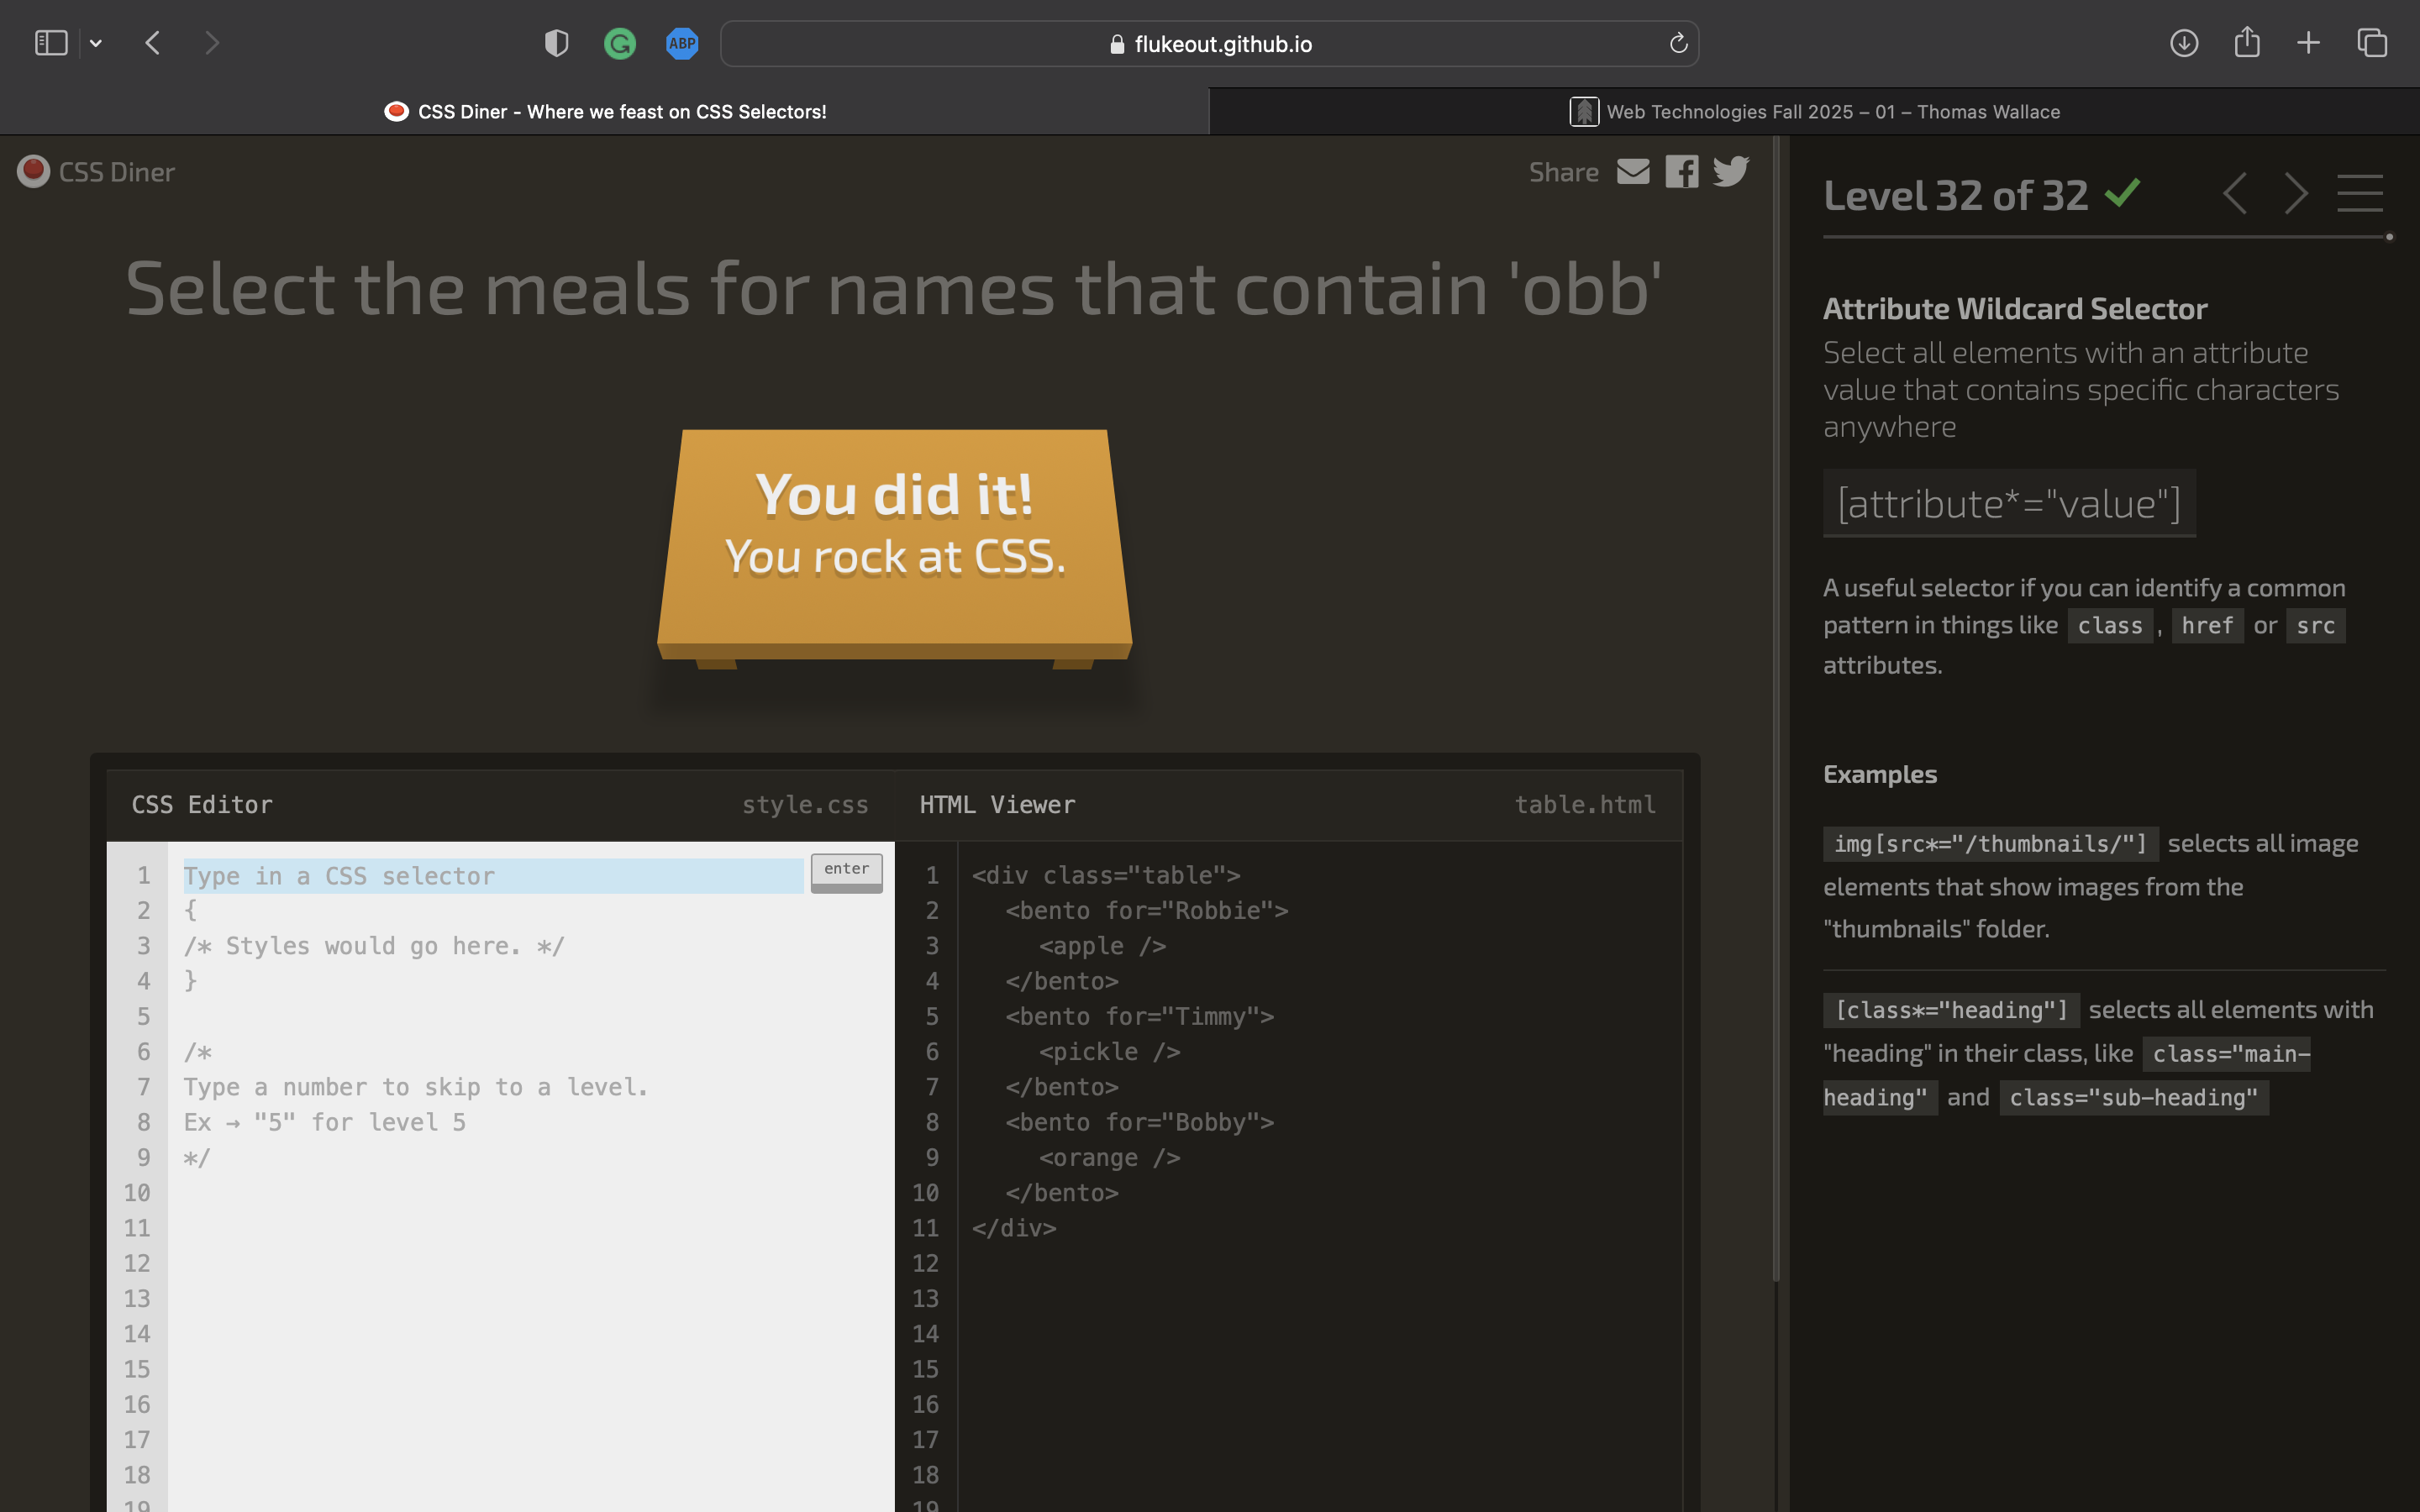 ABP
flukeout.github.io
CSS Diner - Where we feast on CSS Selectors!
Web Technologies Fall 2025 – 01 – Thomas Wallace
CSS Diner
Share
Select the meals for names that contain 'obb'
You did it!
You rock at CSS.
CSS Editor
style.css
1 Type in a CSS selector
enter
2 {
3 /* Styles would go here. */
4 }
5
6 /*
7 Type a number to skip to a level.
8 Ex → "5" for level 5
9 */
10
11
12
13
14
15
16
17
18
19
HTML Viewer
table.html
1 <div class="table">
2 <bento for="Robbie">
3 <apple />
4 </bento>
5 <bento for="Timmy">
6 <pickle />
7 </bento>
8 <bento for="Bobby">
9 <orange />
10 </bento>
11 </div>
12
13
14
15
16
17
18
19
Level 32 of 32
Attribute Wildcard Selector
Select all elements with an attribute
value that contains specific characters
anywhere
[attribute*="value"]
A useful selector if you can identify a common
pattern in things like class , href or src
attributes.
Examples
img[src*="/thumbnails/"] selects all image
elements that show images from the
"thumbnails" folder.
[class*="heading"] selects all elements with
"heading" in their class, like class="main-
heading" and class="sub-heading"